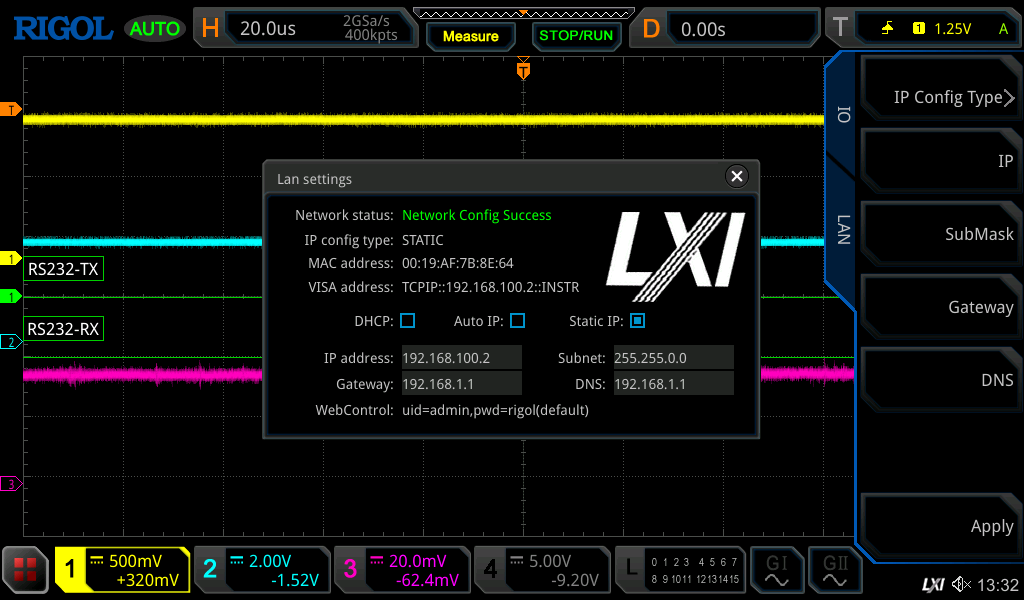 RIGOL AUTO H 20.0us 2GSa/s 400kpts Measure STOP/RUN D 0.00s T 1 1.25V A
T
T
IO
IP Config Type
IP
LAN
SubMask
Gateway
DNS
Apply
Lan settings
Network status: Network Config Success
IP config type: STATIC
MAC address: 00:19:AF:7B:8E:64
VISA address: TCPIP::192.168.100.2::INSTR
LXI
DHCP: Auto IP: Static IP:
IP address: 192.168.100.2 Subnet: 255.255.0.0
Gateway: 192.168.1.1 DNS: 192.168.1.1
WebControl: uid=admin,pwd=rigol(default)
1
RS232-TX
1
RS232-RX
2
3
1 500mV +320mV
2 2.00V -1.52V
3 20.0mV -62.4mV
4 5.00V -9.20V
L 0 1 2 3 4 5 6 7
8 9 10 11 12 13 14 15
GI GII
LXI 13:32